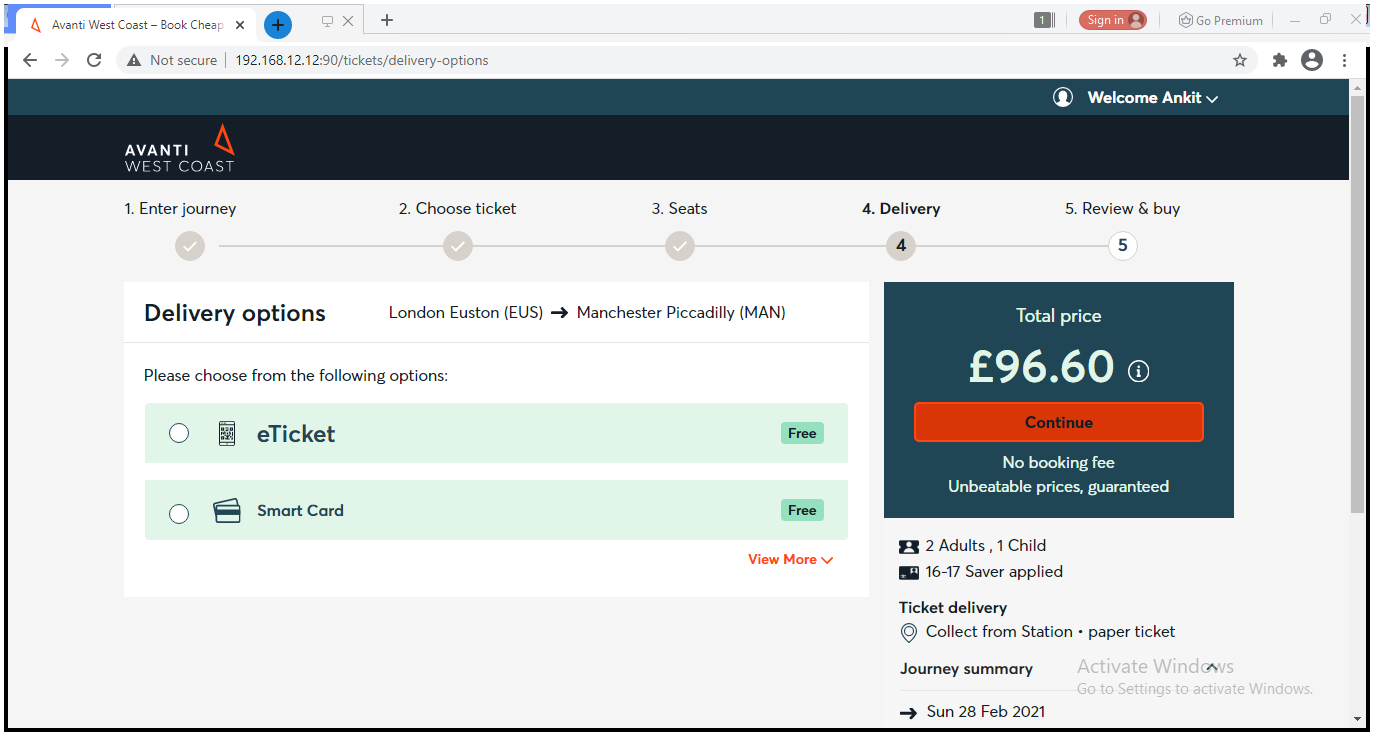 Avanti West Coast – Book Cheap
1
Sign in
Go Premium
Not secure
192.168.12.12:90/tickets/delivery-options
Welcome Ankit
AVANTI
WEST COAST
1. Enter journey
2. Choose ticket
3. Seats
4. Delivery
5. Review & buy
4
5
Delivery options
London Euston (EUS) → Manchester Piccadilly (MAN)
Please choose from the following options:
eTicket
Free
Smart Card
Free
View More
Total price
£96.60
Continue
No booking fee
Unbeatable prices, guaranteed
2 Adults , 1 Child
16-17 Saver applied
Ticket delivery
Collect from Station • paper ticket
Journey summary
Sun 28 Feb 2021
Activate Windows
Go to Settings to activate Windows.